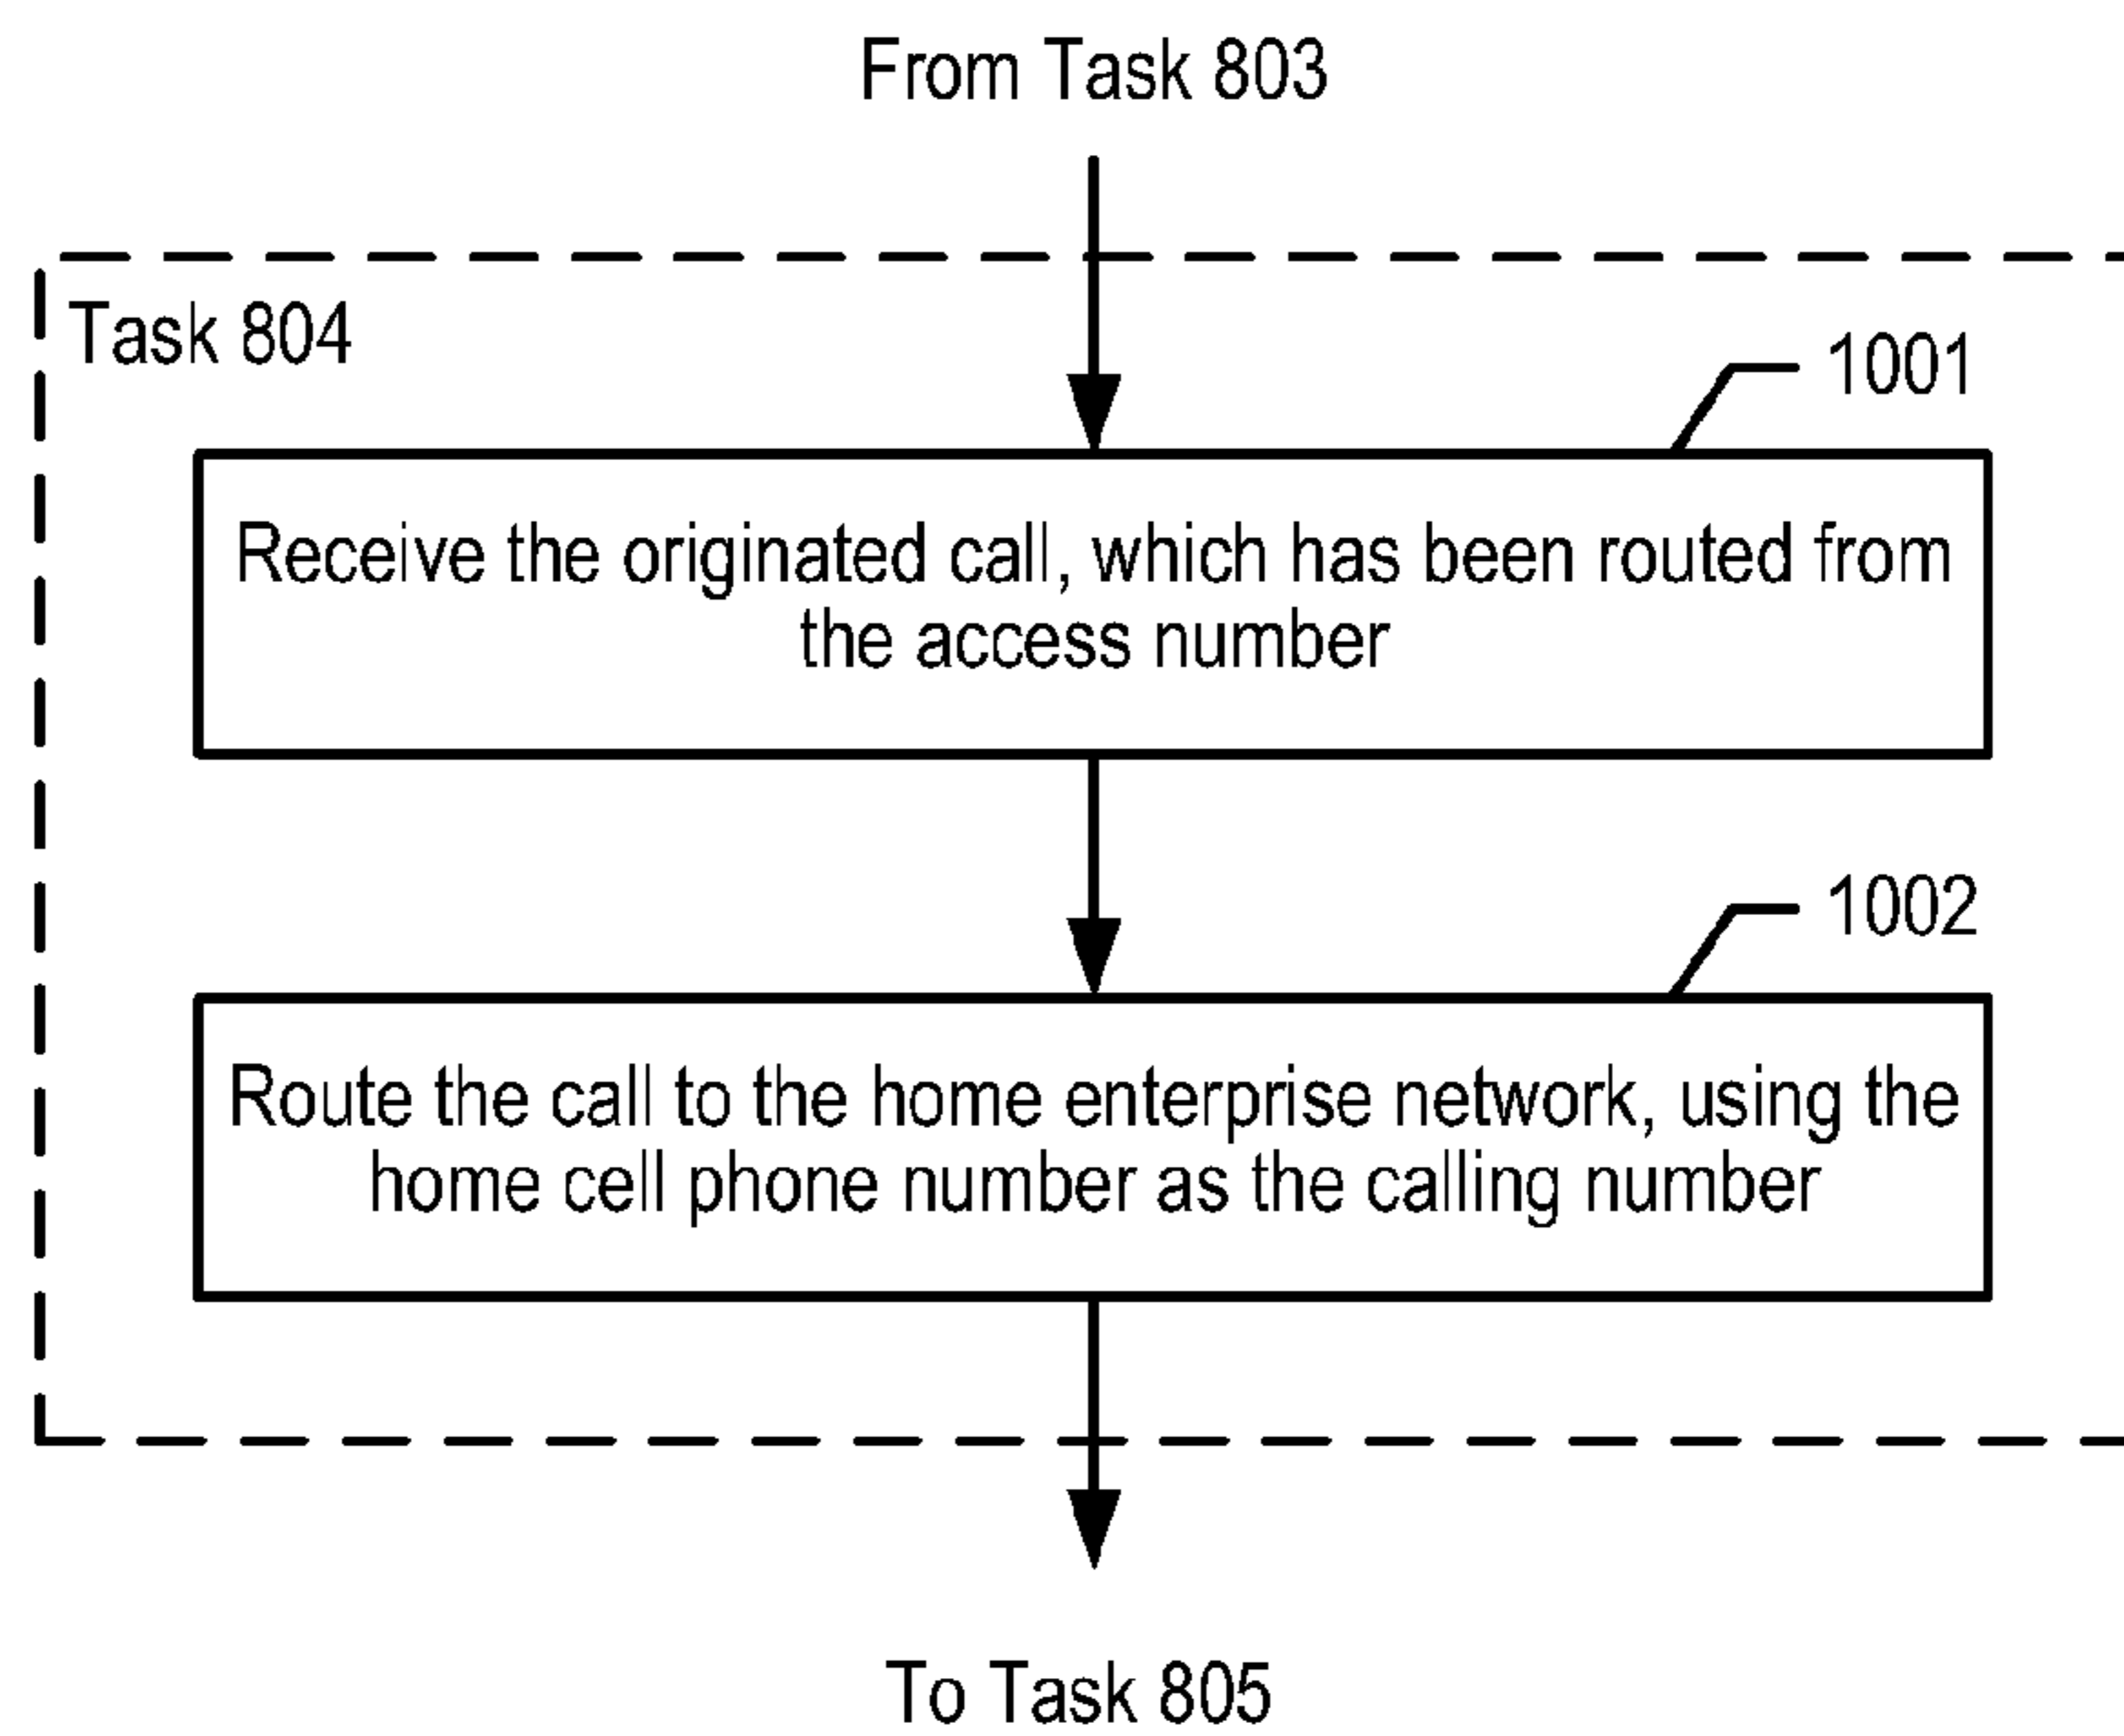 From Task 803
Task 804
1001
Receive the originated call, which has been routed from
the access number
1002
Route the call to the home enterprise network, using the
home cell phone number as the calling number
To Task 805